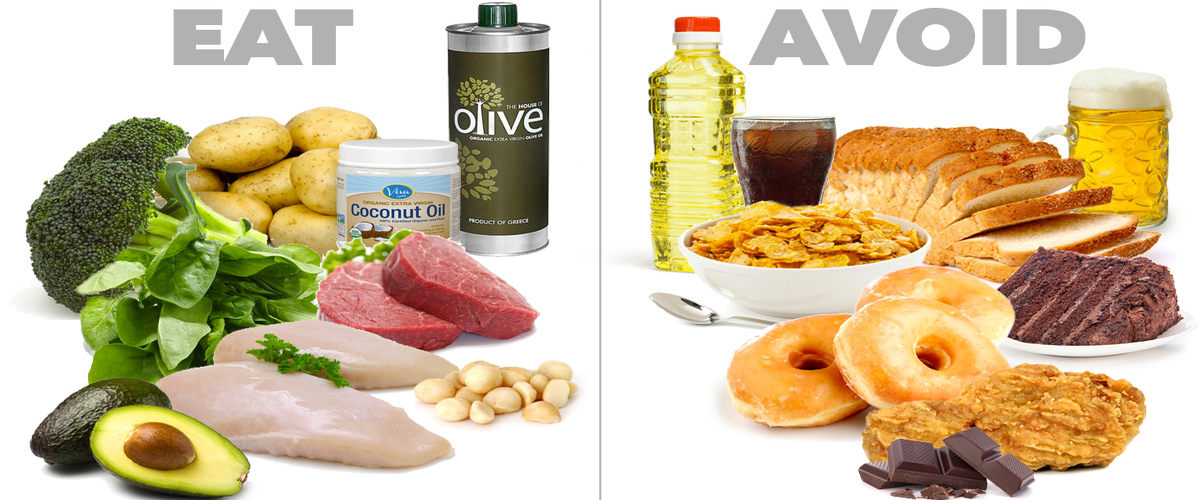 EAT
AVOID
THE HOUSE OF
olive
ORGANIC EXTRA VIRGIN OLIVE OIL
PRODUCT OF GREECE
Viva
ORGANIC EXTRA VIRGIN
Coconut Oil